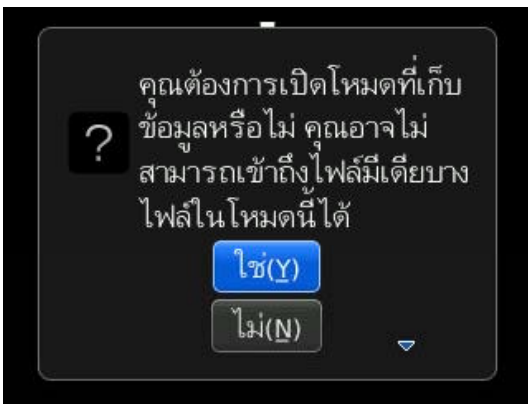 คุณต้องการเปิดโหมดที่เก็บ
ข้อมูลหรือไม่ คุณอาจไม่
สามารถเข้าถึงไฟล์มีเดียบาง
ไฟล์ในโหมดนี้ได้
?
ใช่(Y)
ไม่(N)